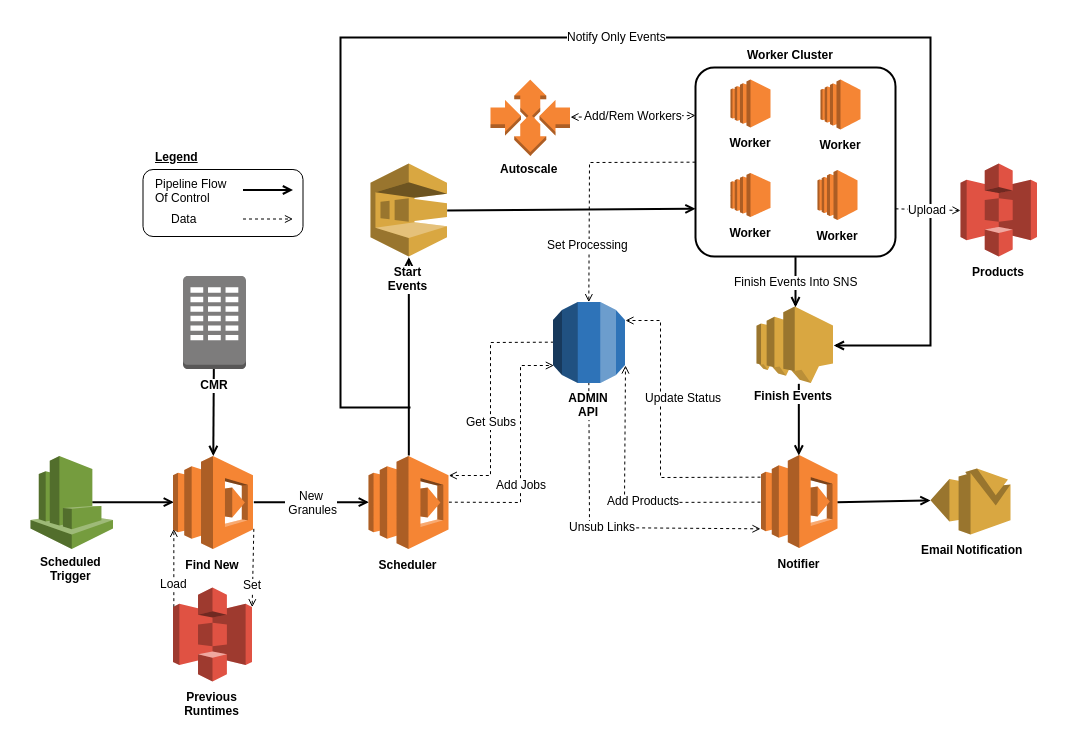 Notify Only Events
Worker Cluster
Add/Rem Workers
Worker
Worker
Autoscale
Legend
Pipeline Flow
Of Control
Data
Worker
Worker
Upload
Set Processing
Start
Events
Products
Finish Events Into SNS
CMR
ADMIN
API
Update Status
Finish Events
Get Subs
Add Jobs
New
Granules
Add Products
Unsub Links
Scheduled
Trigger
Find New
Scheduler
Notifier
Email Notification
Load
Set
Previous
Runtimes